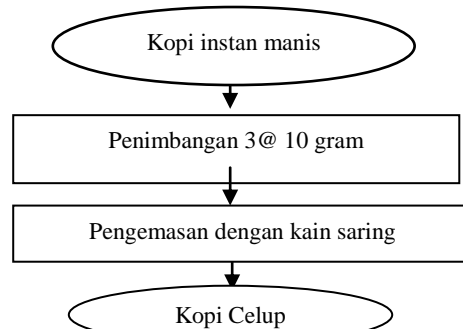 Kopi instan manis
Penimbangan 3@ 10 gram
Pengemasan dengan kain saring
Kopi Celup